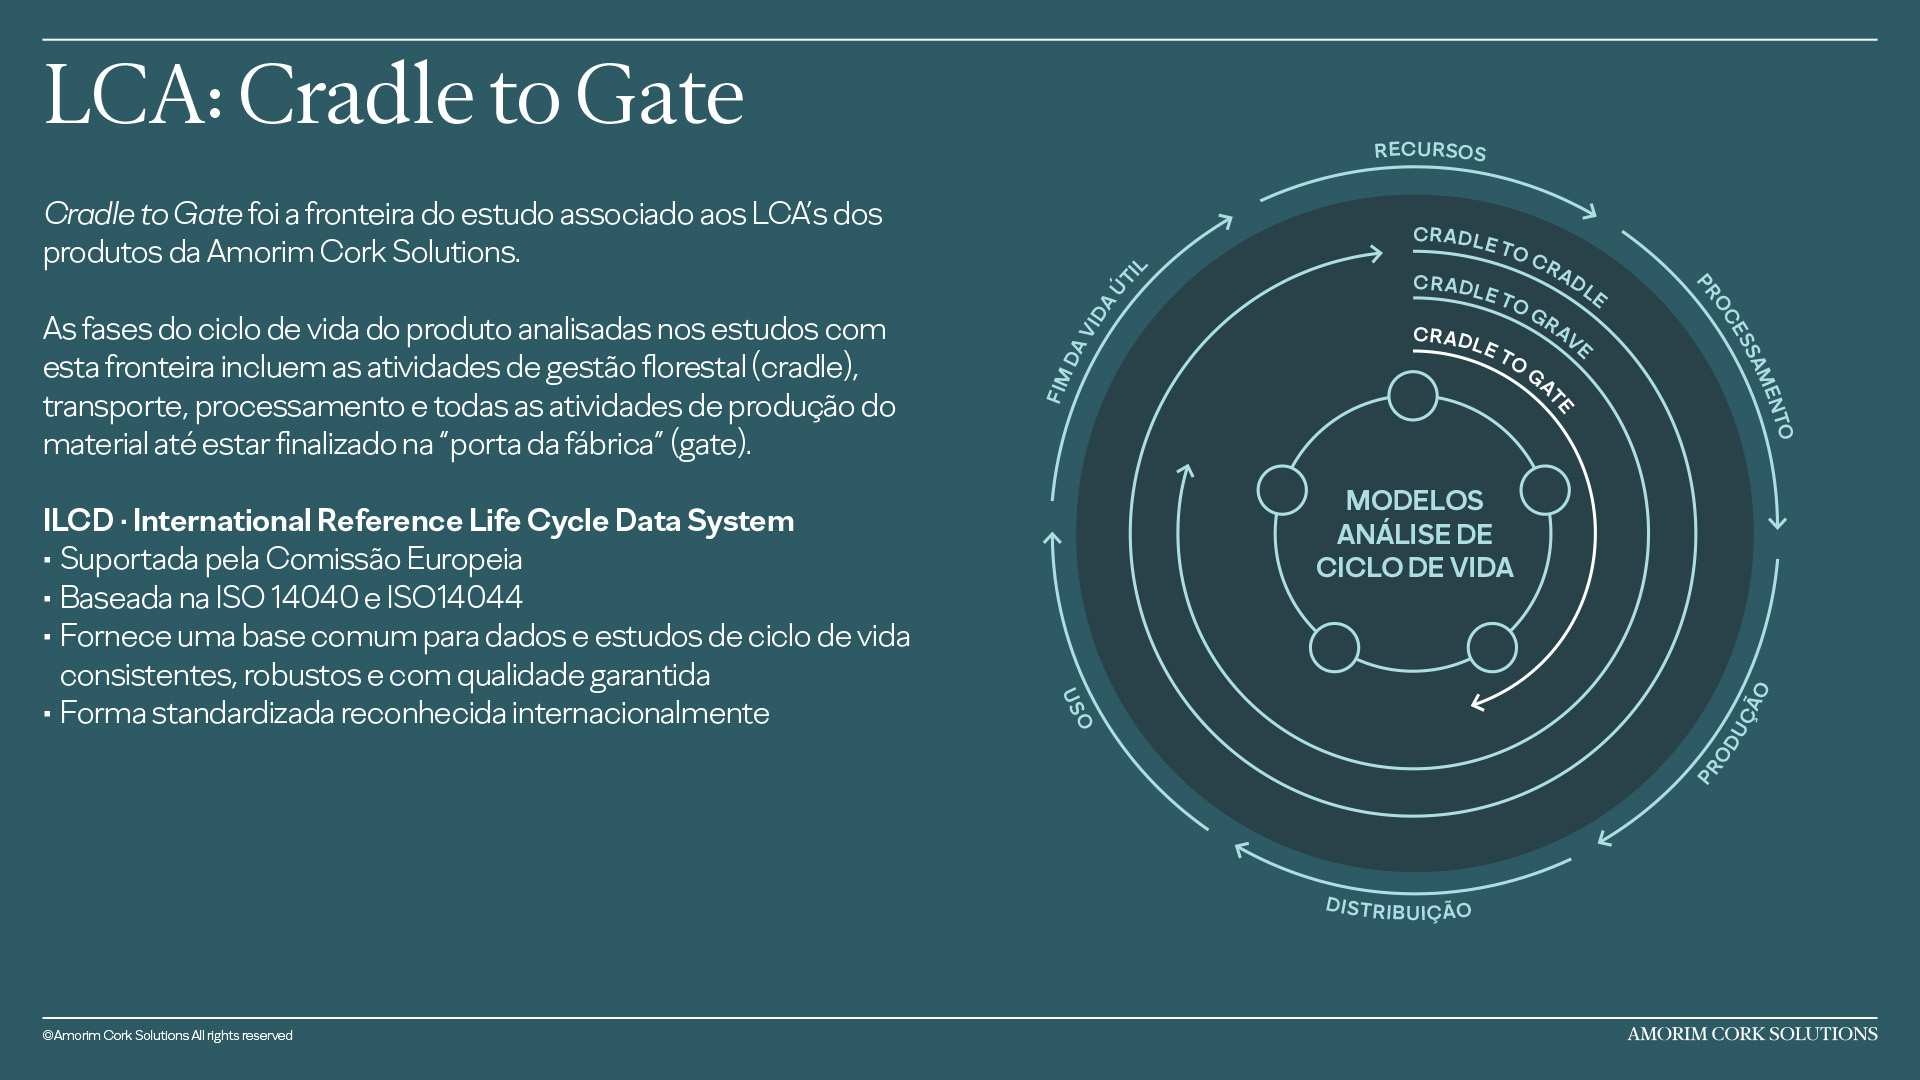 LCA: Cradle to Gate
Cradle to Gate foi a fronteira do estudo associado aos LCA’s dos
produtos da Amorim Cork Solutions.
As fases do ciclo de vida do produto analisadas nos estudos com
esta fronteira incluem as atividades de gestão florestal (cradle),
transporte, processamento e todas as atividades de produção do
material até estar finalizado na “porta da fábrica” (gate).
ILCD · International Reference Life Cycle Data System
• Suportada pela Comissão Europeia
• Baseada na ISO 14040 e ISO14044
• Fornece uma base comum para dados e estudos de ciclo de vida
consistentes, robustos e com qualidade garantida
• Forma standardizada reconhecida internacionalmente
RECURSOS
PROCESSAMENTO
PRODUÇÃO
DISTRIBUIÇÃO
USO
FIM DA VIDA ÚTIL
CRADLE TO CRADLE
CRADLE TO GRAVE
CRADLE TO GATE
MODELOS
ANÁLISE DE
CICLO DE VIDA
©Amorim Cork Solutions All rights reserved
AMORIM CORK SOLUTIONS